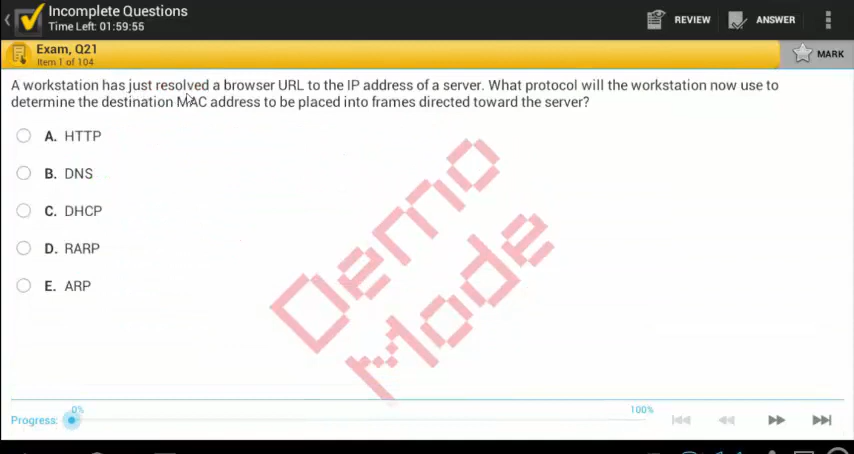 Incomplete Questions
Time Left: 01:59:55
REVIEW
ANSWER
Exam, Q21
Item 1 of 104
MARK
A workstation has just resolved a browser URL to the IP address of a server. What protocol will the workstation now use to
determine the destination MAC address to be placed into frames directed toward the server?
A. HTTP
B. DNS
C. DHCP
D. RARP
E. ARP
Demo
Mode
0%
100%
Progress: